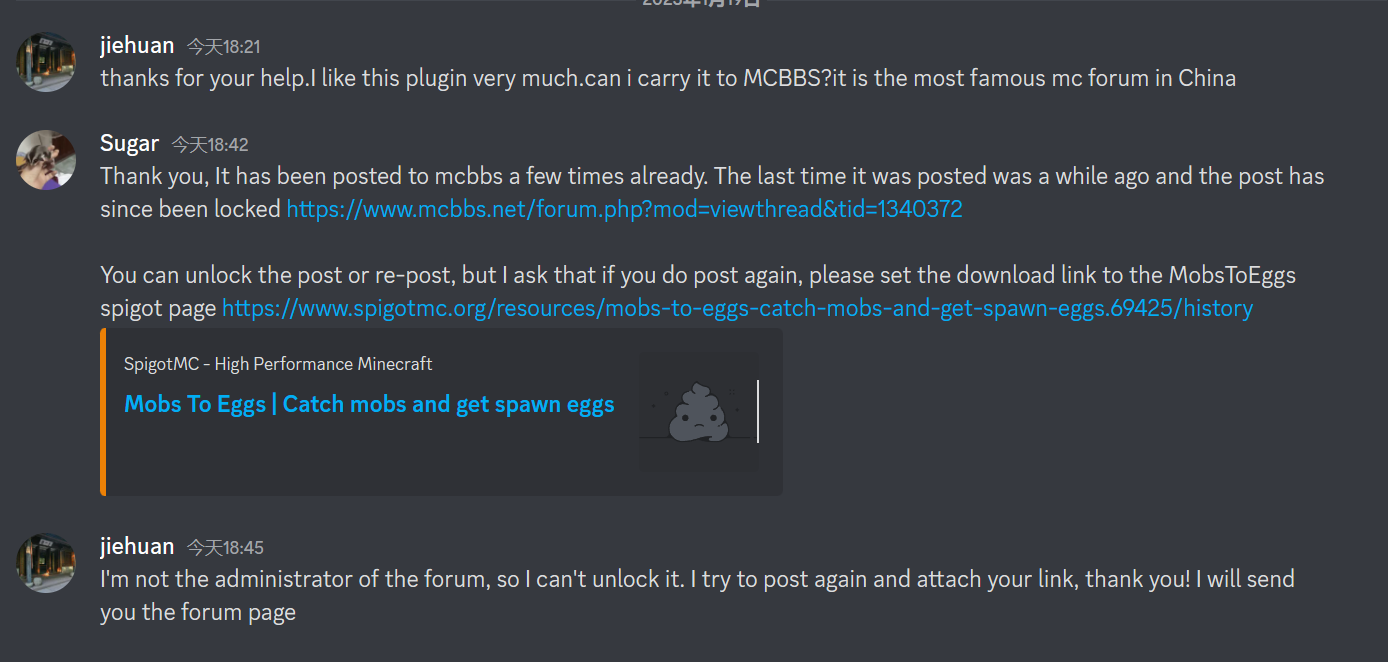 jiehuan 今天18:21
thanks for your help.I like this plugin very much.can i carry it to MCBBS?it is the most famous mc forum in China
Sugar 今天18:42
Thank you, It has been posted to mcbbs a few times already. The last time it was posted was a while ago and the post has
since been locked https://www.mcbbs.net/forum.php?mod=viewthread&tid=1340372
You can unlock the post or re-post, but I ask that if you do post again, please set the download link to the MobsToEggs
spigot page https://www.spigotmc.org/resources/mobs-to-eggs-catch-mobs-and-get-spawn-eggs.69425/history
SpigotMC - High Performance Minecraft
Mobs To Eggs | Catch mobs and get spawn eggs
jiehuan 今天18:45
I'm not the administrator of the forum, so I can't unlock it. I try to post again and attach your link, thank you! I will send
you the forum page